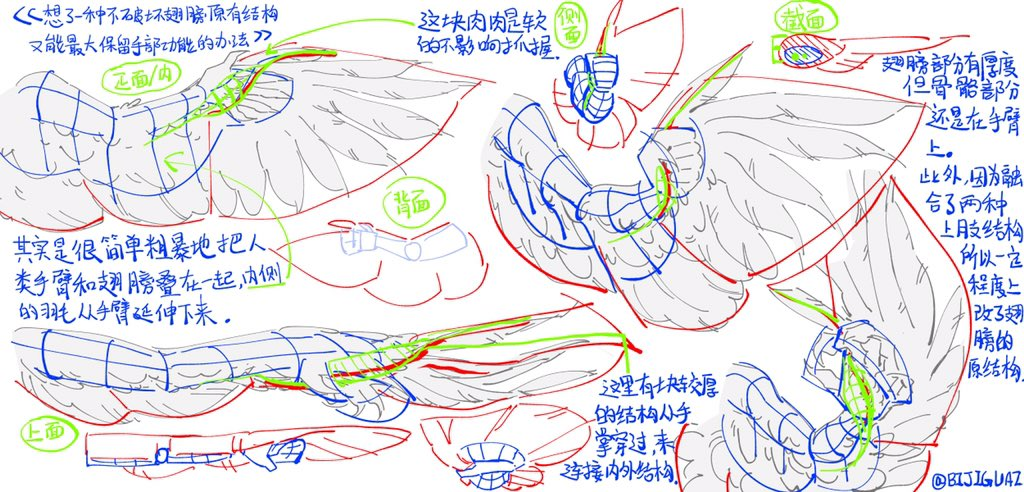 《想了一种不破坏翅膀原有结构
又能最大保留手部功能的办法》
正面/内
这块肉肉是软
的不影响抓握.
侧面
截面
翅膀部分有厚度
但骨骼部分
还是在手臂
上。
此外,因为融
合了两种
上肢结构
所以一定
程度上
改了翅
膀的
原结构.
背面
其实是很简单粗暴地把人
类手臂和翅膀叠在一起,内侧
的羽毛从手臂延伸下来.
上面
这里有块较厚
的结构从手
掌穿过,来
连接内外结构.
@BIJIGUAI